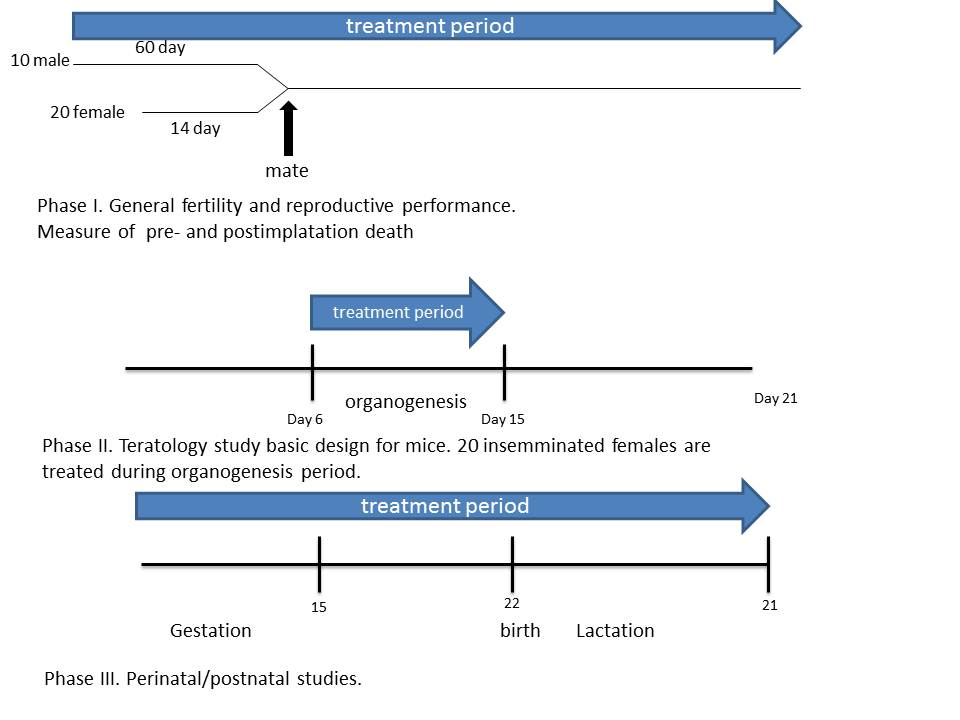 treatment period
60 day
10 male
20 female
14 day
mate
Phase I. General fertility and reproductive performance.
Measure of pre- and postimplatation death
treatment period
organogenesis
Day 6
Day 15
Day 21
Phase II. Teratology study basic design for mice. 20 insemminated females are
treated during organogenesis period.
treatment period
15
22
21
Gestation
birth
Lactation
Phase III. Perinatal/postnatal studies.